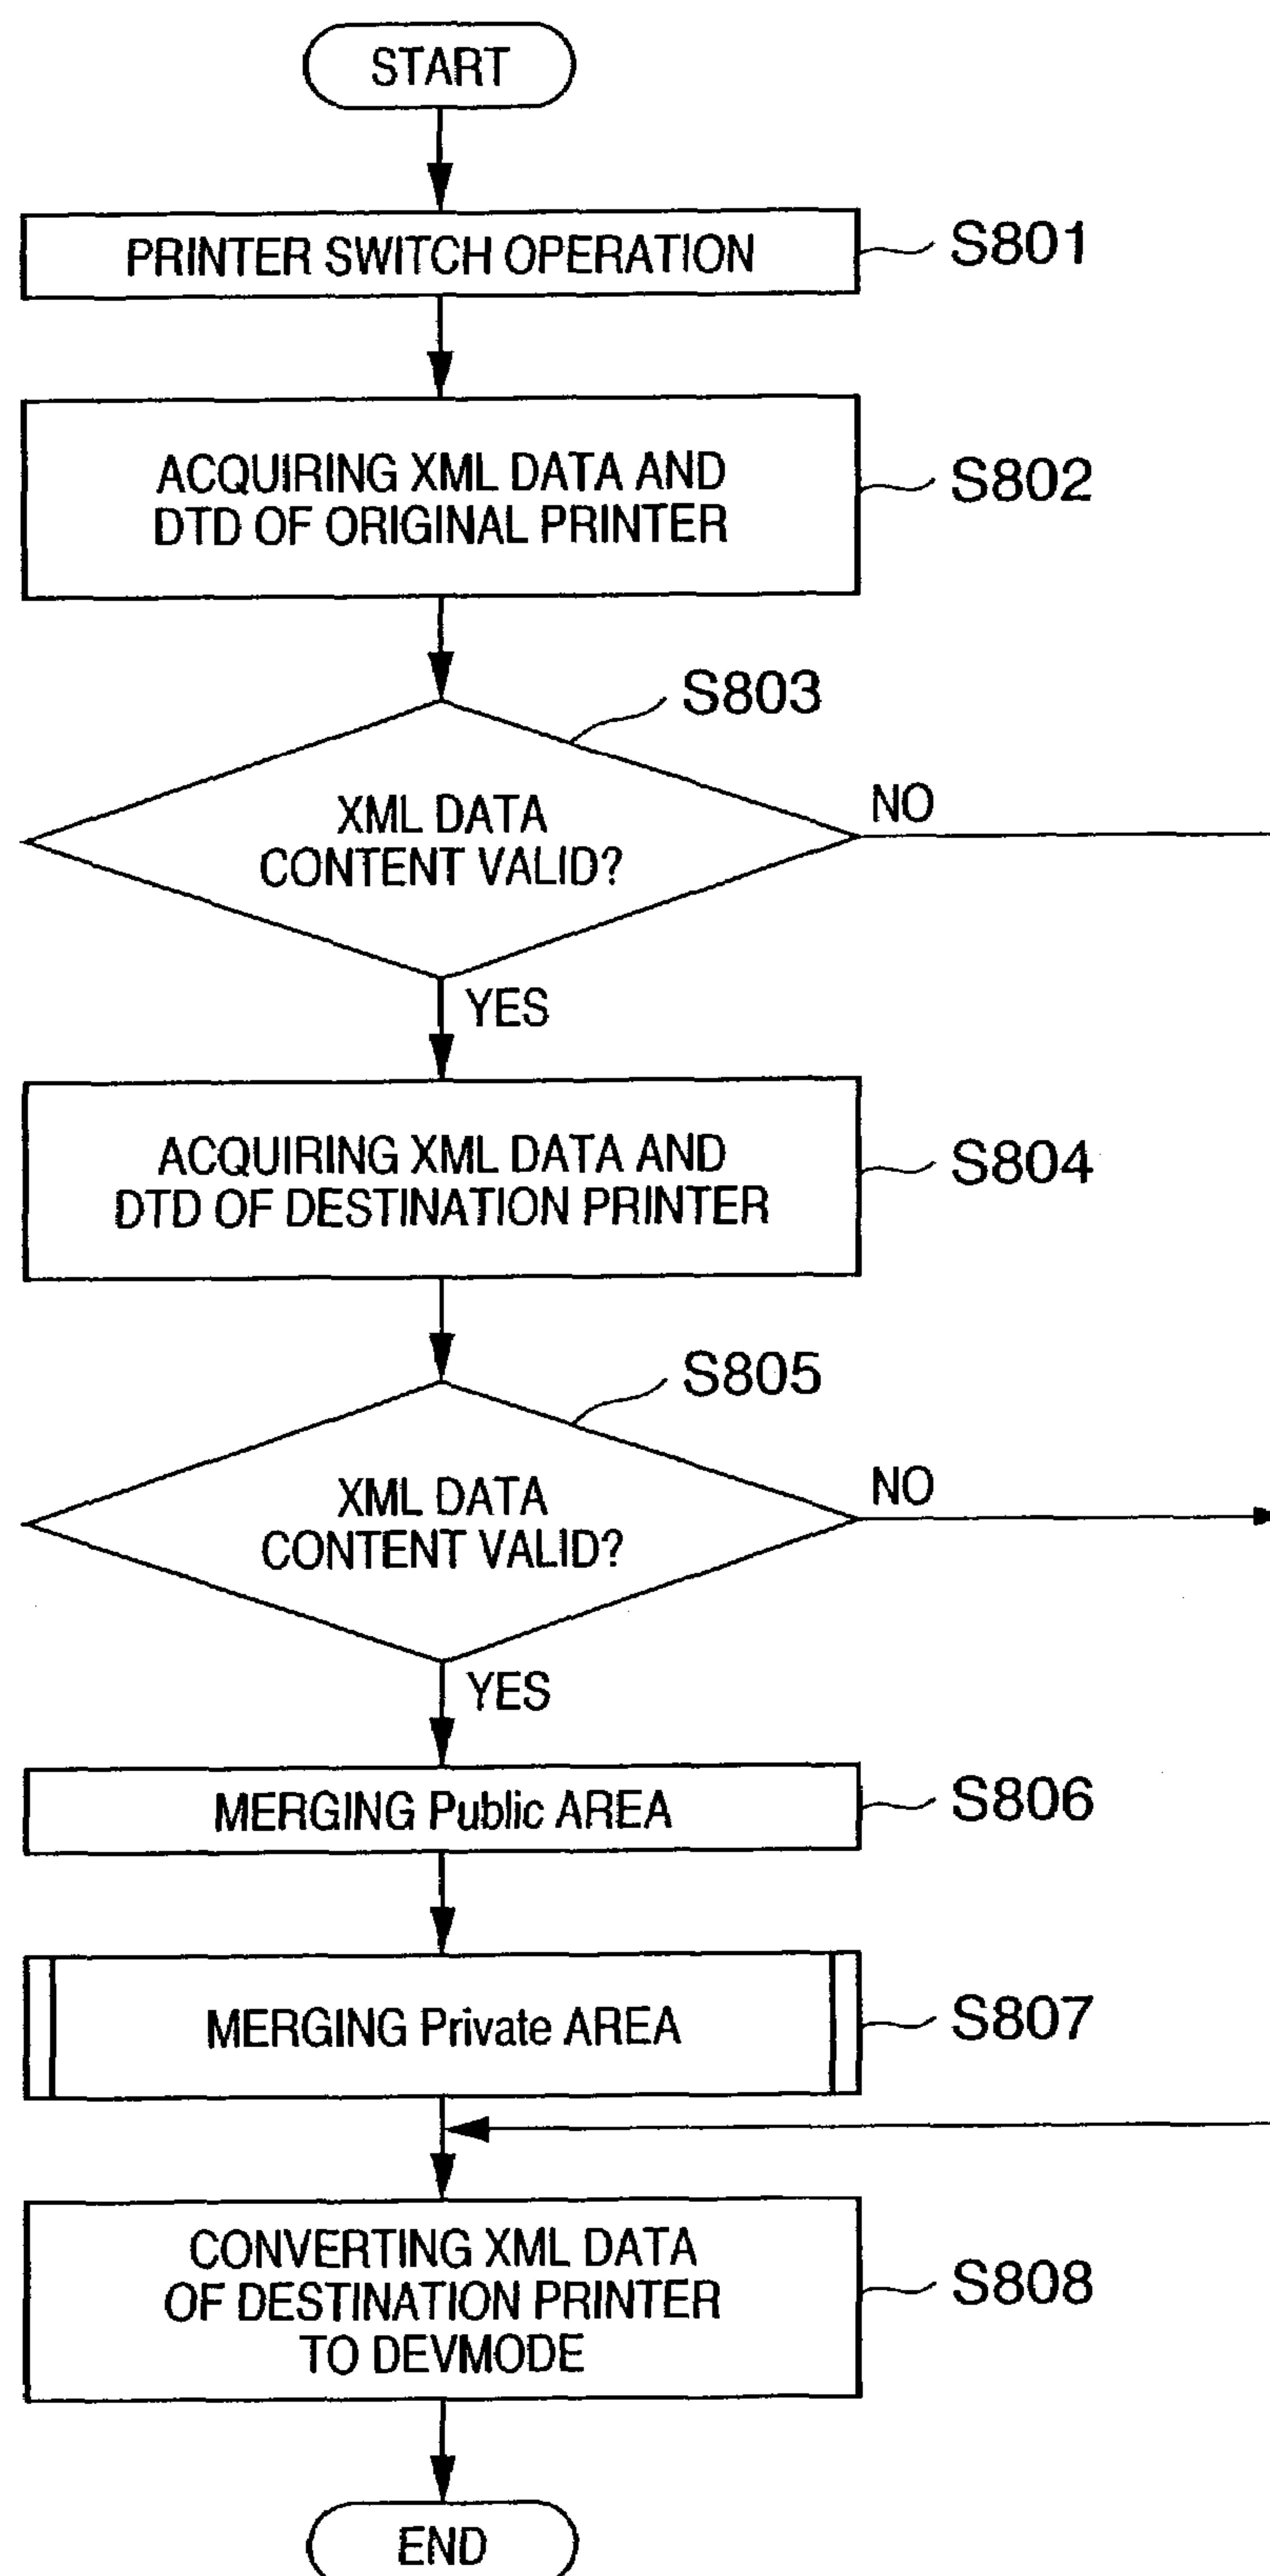 START
PRINTER SWITCH OPERATION
S801
ACQUIRING XML DATA AND
DTD OF ORIGINAL PRINTER
S802
S803
XML DATA
CONTENT VALID?
NO
YES
ACQUIRING XML DATA AND
DTD OF DESTINATION PRINTER
S804
S805
XML DATA
CONTENT VALID?
NO
YES
MERGING Public AREA
S806
MERGING Private AREA
S807
CONVERTING XML DATA
OF DESTINATION PRINTER
TO DEVMODE
S808
END